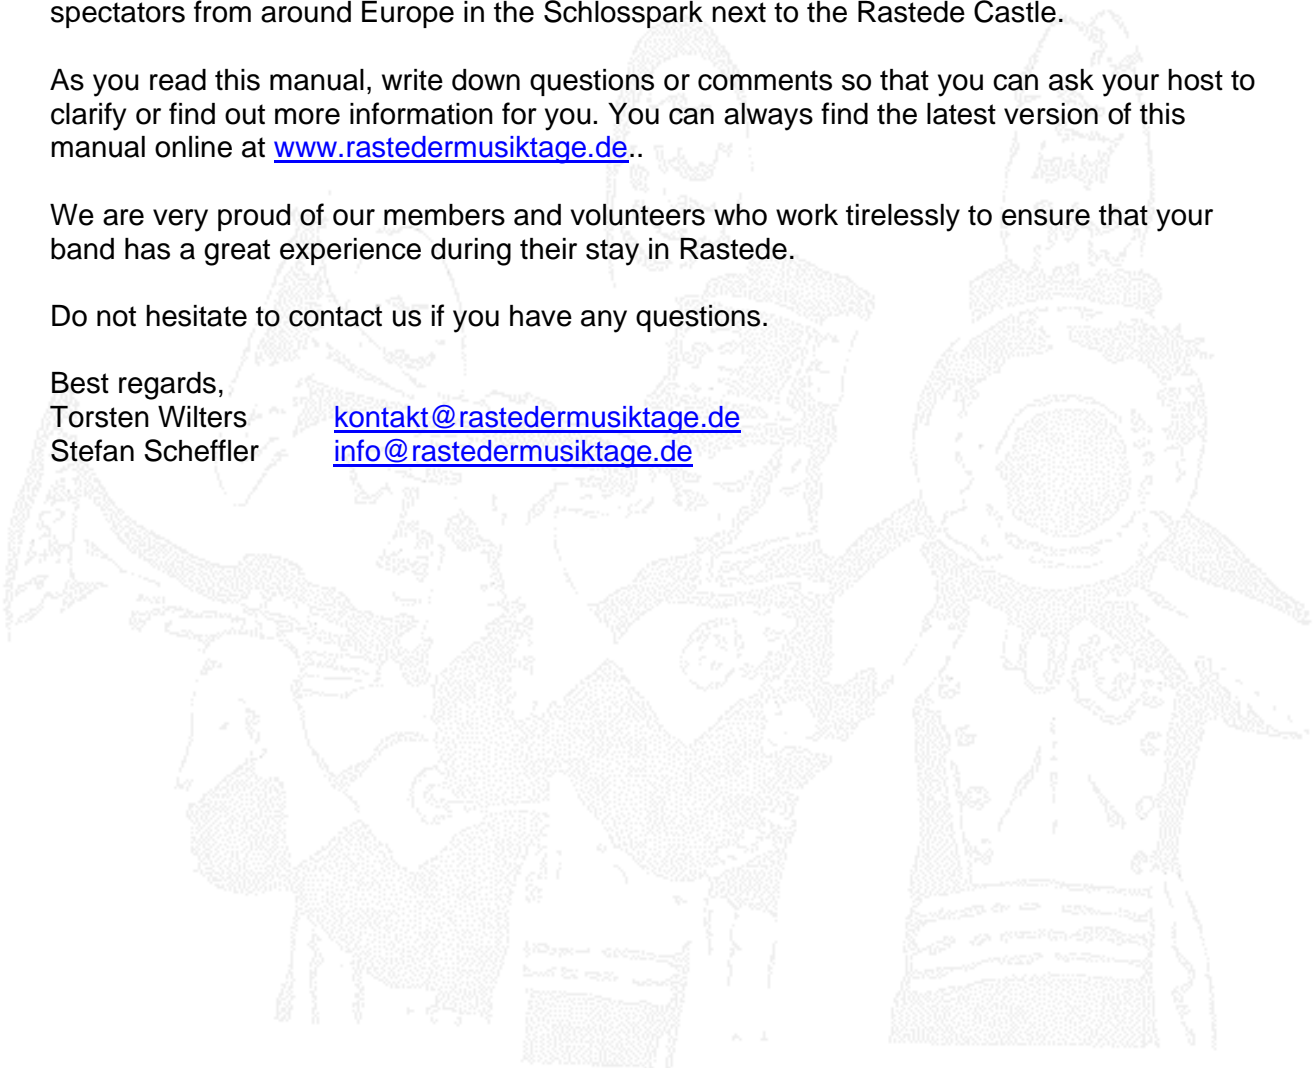 spectators from around Europe in the Schlosspark next to the Rastede Castle.
As you read this manual, write down questions or comments so that you can ask your host to
clarify or find out more information for you. You can always find the latest version of this
manual online at www.rastedermusiktage.de..
We are very proud of our members and volunteers who work tirelessly to ensure that your
band has a great experience during their stay in Rastede.
Do not hesitate to contact us if you have any questions.
Best regards,
Torsten Wilters kontakt@rastedermusiktage.de
Stefan Scheffler info@rastedermusiktage.de